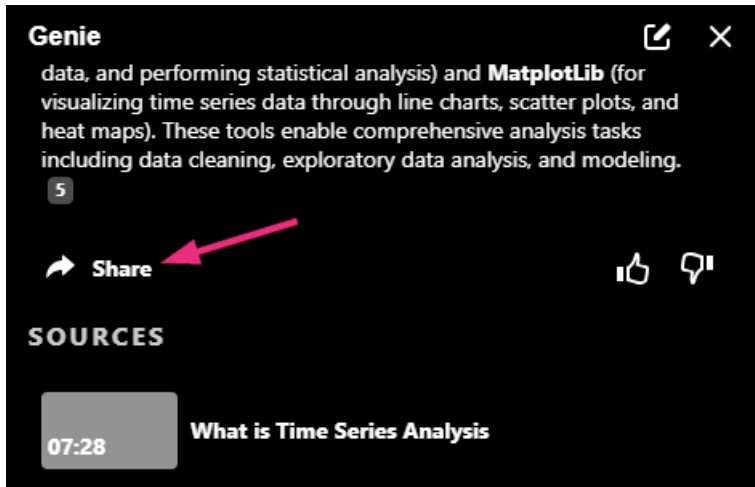 Genie
data, and performing statistical analysis) and MatplotLib (for
visualizing time series data through line charts, scatter plots, and
heat maps). These tools enable comprehensive analysis tasks
including data cleaning, exploratory data analysis, and modeling.
5
Share
SOURCES
07:28
What is Time Series Analysis